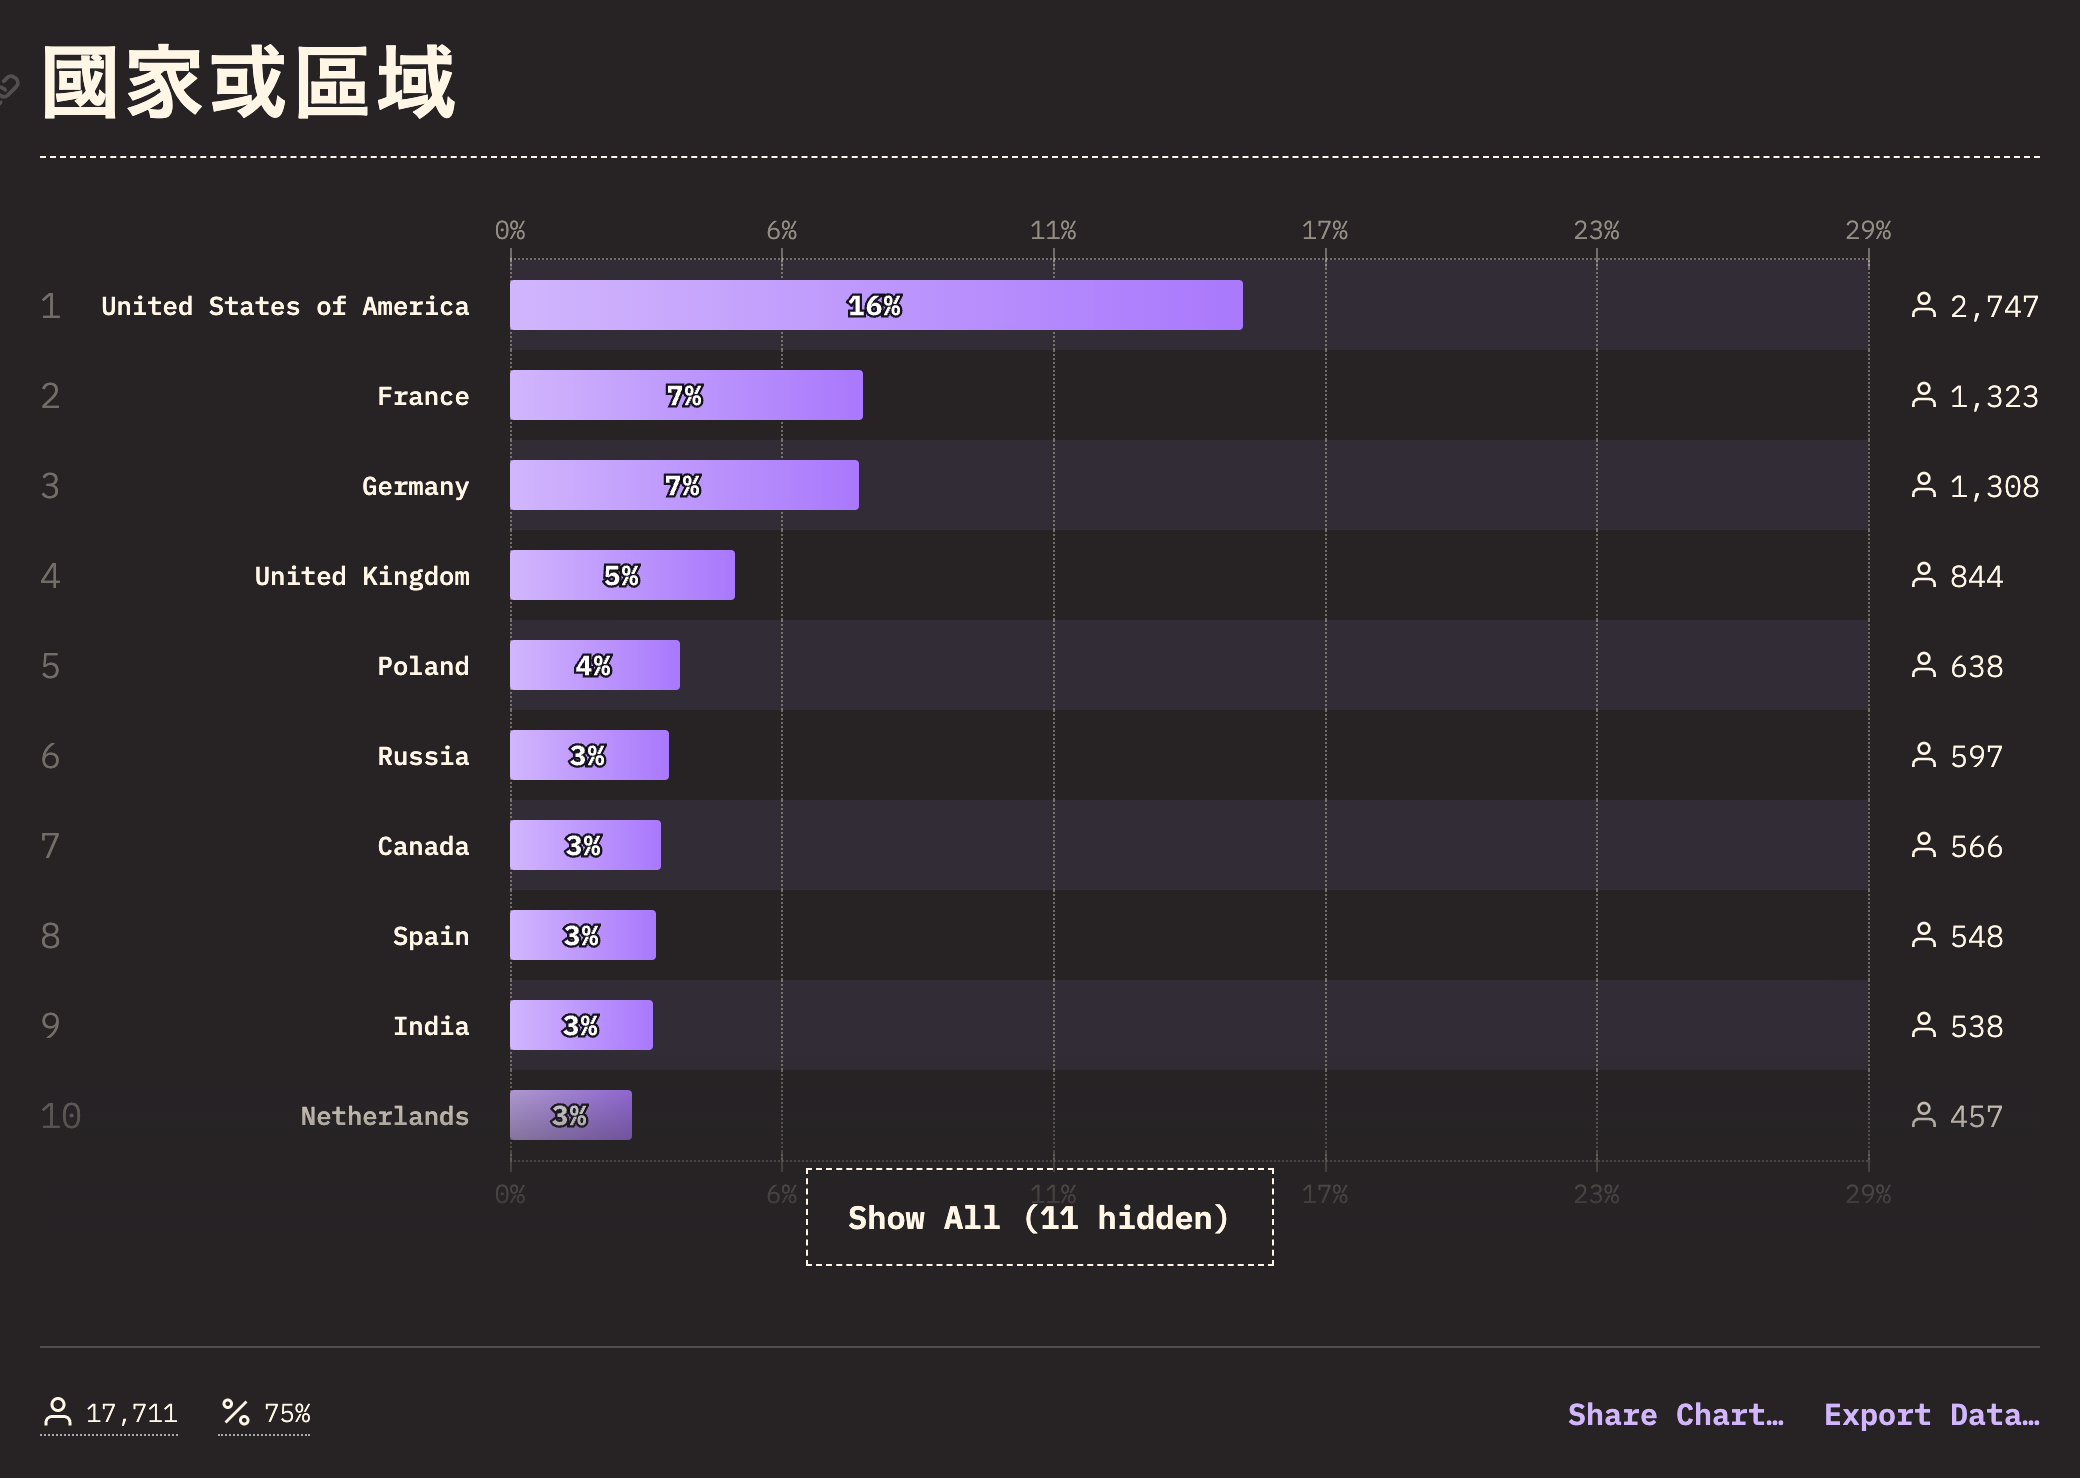 國家或區域
0% 6% 11% 17% 23% 29%
1 United States of America 16% 2,747
2 France 7% 1,323
3 Germany 7% 1,308
4 United Kingdom 5% 844
5 Poland 4% 638
6 Russia 3% 597
7 Canada 3% 566
8 Spain 3% 548
9 India 3% 538
10 Netherlands 3% 457
0% 6% 11% 17% 23% 29%
Show All (11 hidden)
17,711 % 75% Share Chart… Export Data…